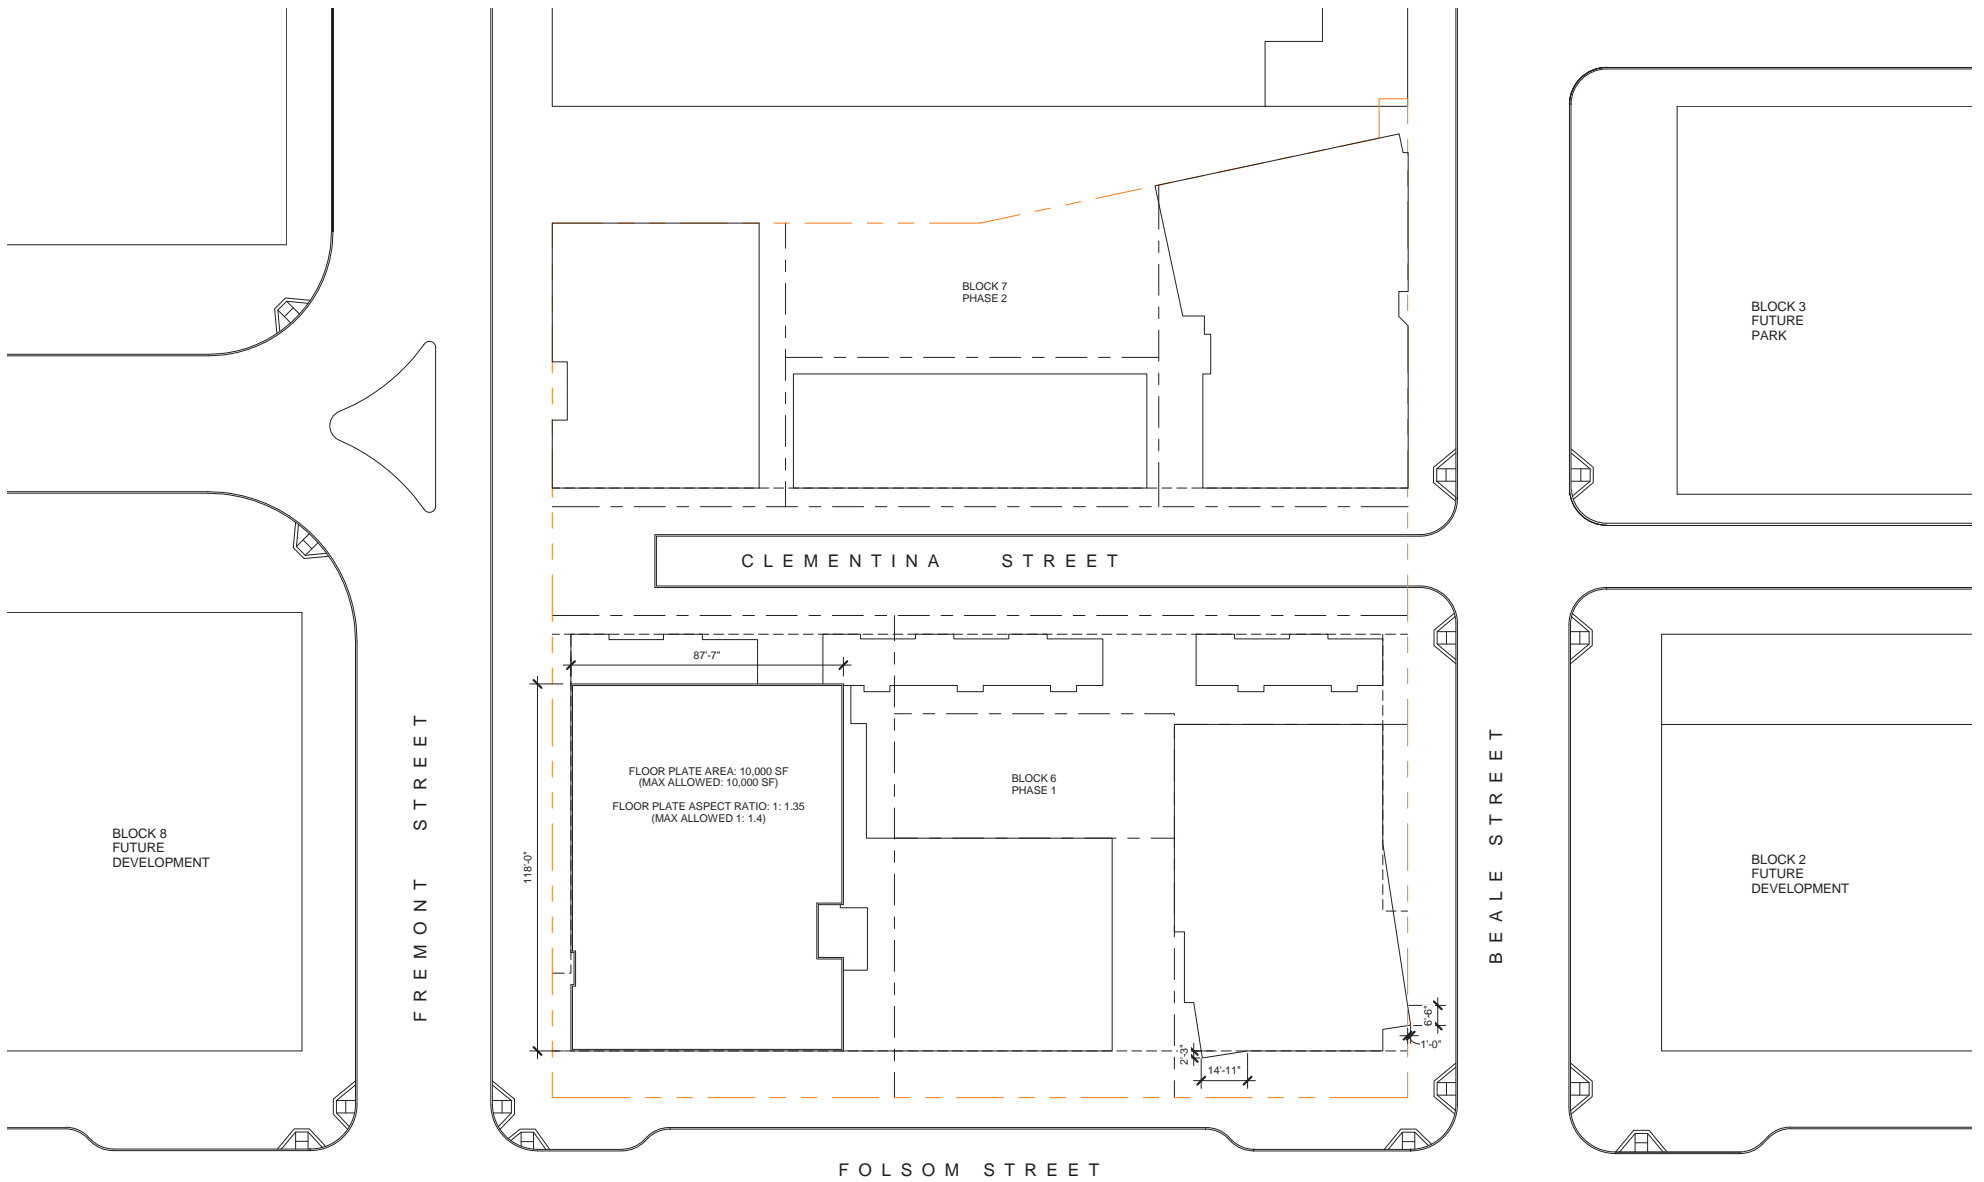 BLOCK 7
PHASE 2
BLOCK 3
FUTURE
PARK
CLEMENTINA STREET
87'-7"
FLOOR PLATE AREA: 10,000 SF
(MAX ALLOWED: 10,000 SF)
FLOOR PLATE ASPECT RATIO: 1: 1.35
(MAX ALLOWED 1: 1.4)
118'-0"
BLOCK 6
PHASE 1
FREMONT STREET
BEALE STREET
BLOCK 8
FUTURE
DEVELOPMENT
BLOCK 2
FUTURE
DEVELOPMENT
6'-6"
1'-0"
2'-3"
14'-11"
FOLSOM STREET